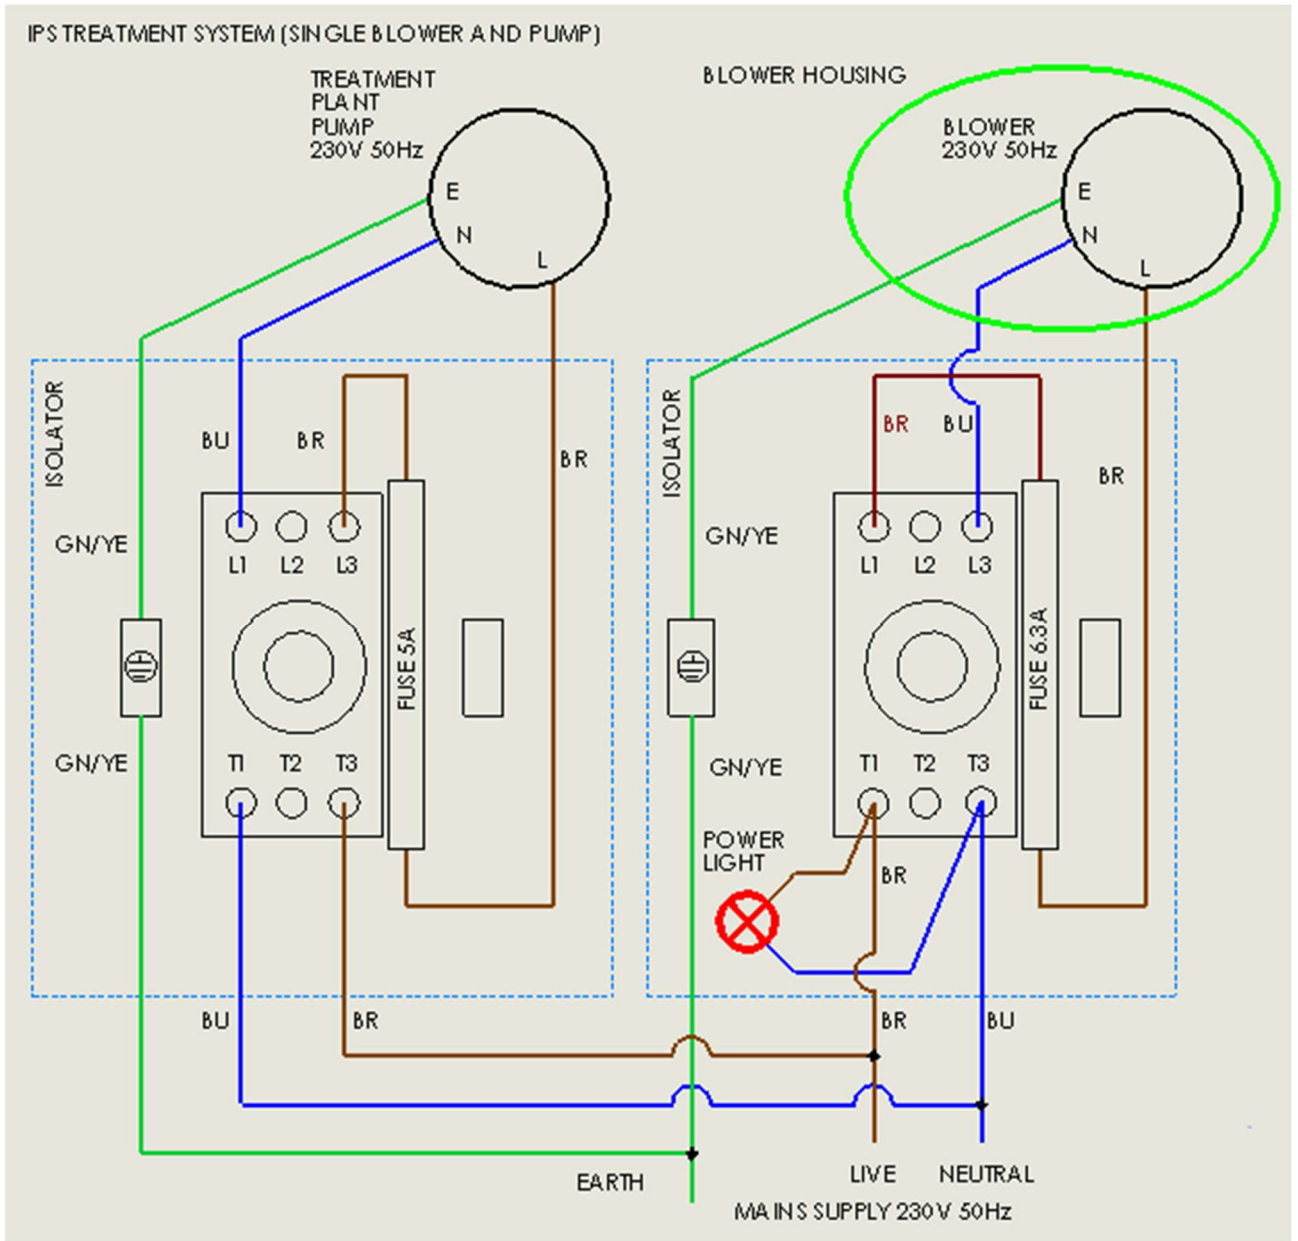 IPS TREATMENT SYSTEM (SINGLE BLOWER AND PUMP)
TREATMENT
PLANT
PUMP
230V 50Hz
E
N
L
BLOWER HOUSING
BLOWER
230V 50Hz
E
N
L
ISOLATOR
BU
BR
BR
GN/YE
L1
L2
L3
FUSE 5A
GN/YE
T1
T2
T3
BU
BR
ISOLATOR
BR
BU
BR
GN/YE
L1
L2
L3
FUSE 6.3A
GN/YE
T1
T2
T3
POWER
LIGHT
BR
BR
BU
EARTH
LIVE
NEUTRAL
MAINS SUPPLY 230V 50Hz